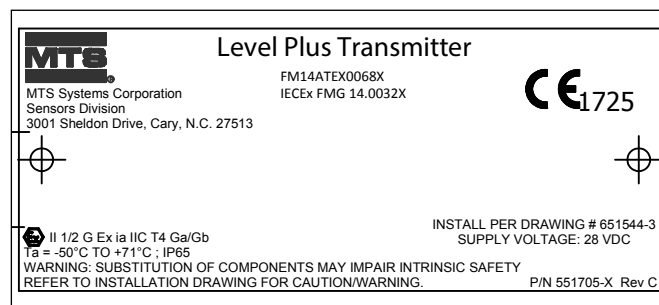 MTS ®
Level Plus Transmitter
FM14ATEX0068X
IECEx FMG 14.0032X
CE 1725
MTS Systems Corporation
Sensors Division
3001 Sheldon Drive, Cary, N.C. 27513
INSTALL PER DRAWING # 651544-3
SUPPLY VOLTAGE: 28 VDC
Ex II 1/2 G Ex ia IIC T4 Ga/Gb
Ta = -50°C TO +71°C ; IP65
WARNING: SUBSTITUTION OF COMPONENTS MAY IMPAIR INTRINSIC SAFETY
REFER TO INSTALLATION DRAWING FOR CAUTION/WARNING.
P/N 551705-X Rev C